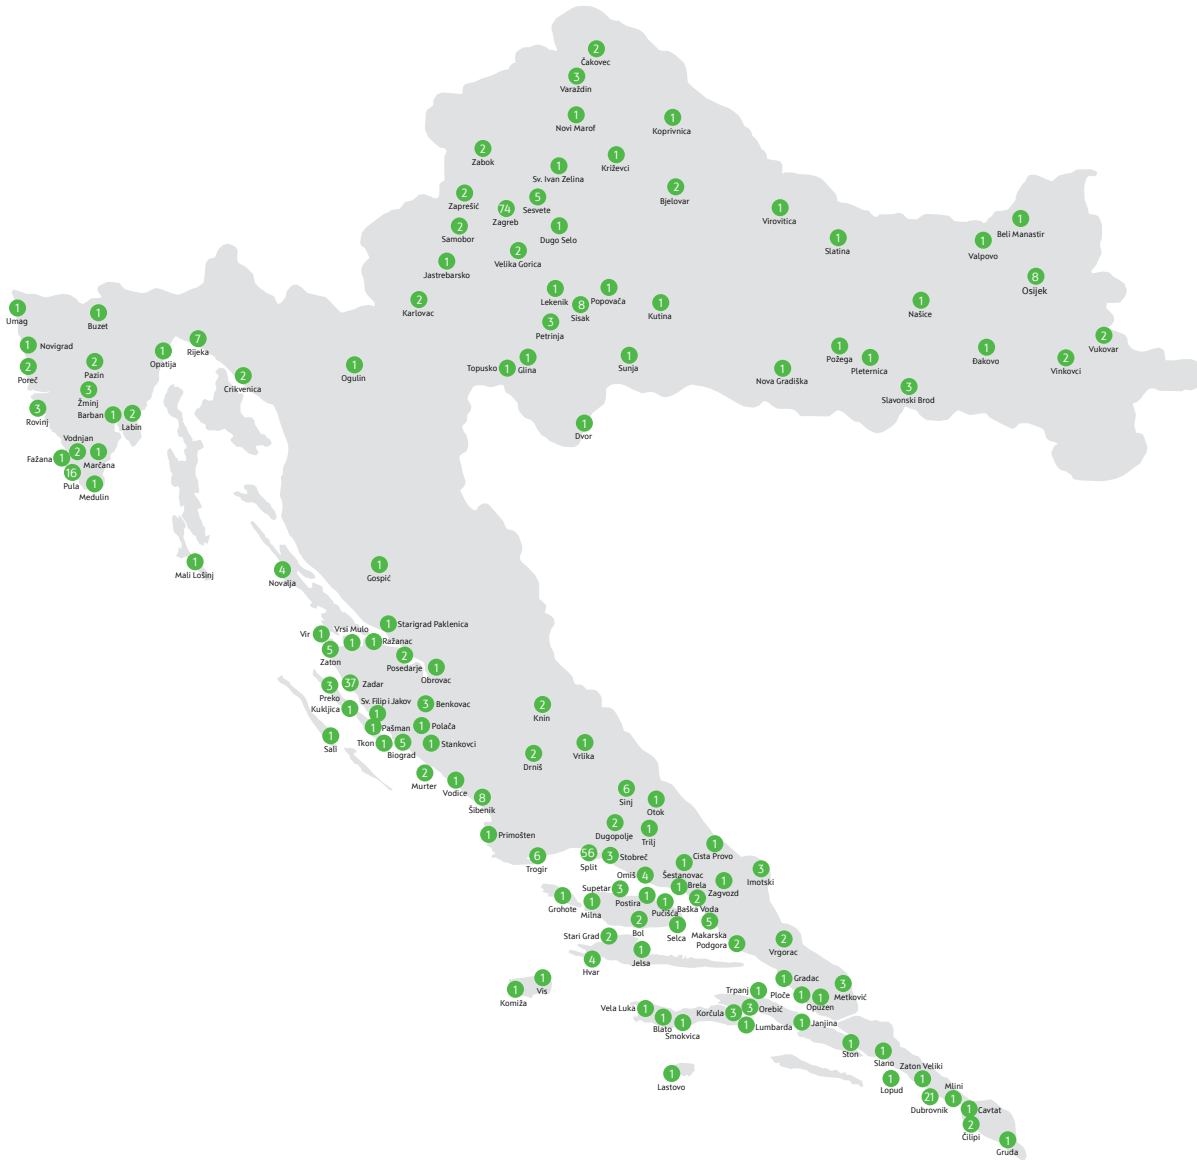 2
Čakovec
3
Varaždin
1
Novi Marof
1
Koprivnica
2
Zabok
1
Križevci
1
Sv. Ivan Zelina
2
Bjelovar
2
Zaprešić
5
Sesvete
74
Zagreb
1
Virovitica
1
Beli Manastir
2
Samobor
1
Dugo Selo
1
Slatina
1
Valpovo
2
Velika Gorica
1
Jastrebarsko
8
Osijek
1
Lekenik
1
Popovača
2
Karlovac
8
Sisak
1
Kutina
1
Našice
1
Umag
1
Buzet
3
Petrinja
2
Vukovar
7
Rijeka
1
Novigrad
1
Opatija
1
Požega
1
Đakovo
1
Sunja
1
Glina
1
Pleternica
2
Vinkovci
2
Poreč
2
Pazin
1
Ogulin
Topusko
1
1
Nova Gradiška
2
Crikvenica
3
Slavonski Brod
3
Žminj
3
Rovinj
Barban
1
2
Labin
1
Dvor
Vodnjan
2
1
Marčana
Fažana
1
16
Pula
1
Medulin
1
Mali Lošinj
4
Novalja
1
Gospić
1
Starigrad Paklenica
Vir
1
Vrsi Mulo
1
1
Ražanac
5
Zaton
2
Posedarje
1
Obrovac
3
Preko
37
Zadar
Kukljica
1
Sv. Filip i Jakov
1
3
Benkovac
2
Knin
1
Pašman
1
Polača
1
Sali
Tkon
1
5
Biograd
1
Stankovci
1
Vrlika
2
Drniš
2
Murter
1
Vodice
8
Šibenik
6
Sinj
1
Otok
2
Dugopolje
1
Trilj
1
Primošten
1
Cista Provo
6
Trogir
56
Split
3
Stobreč
1
Šestanovac
3
Imotski
Omiš
4
1
Brela
1
Zagvozd
Supetar
3
1
Grohote
1
Milna
Postira
1
1
Pučišća
2
Baška Voda
2
Bol
1
Selca
5
Makarska
Stari Grad
2
Podgora
2
2
Vrgorac
1
Jelsa
4
Hvar
1
Vis
1
Komiža
1
Gradac
3
Metković
Trpanj
1
Ploče
1
1
Opuzen
Vela Luka
1
Korčula
3
3
Orebić
1
Blato
1
Smokvica
1
Lumbarda
1
Janjina
1
Ston
1
Slano
1
Lastovo
1
Lopud
Zaton Veliki
1
21
Dubrovnik
Mlini
1
1
Cavtat
2
Čilipi
1
Gruda